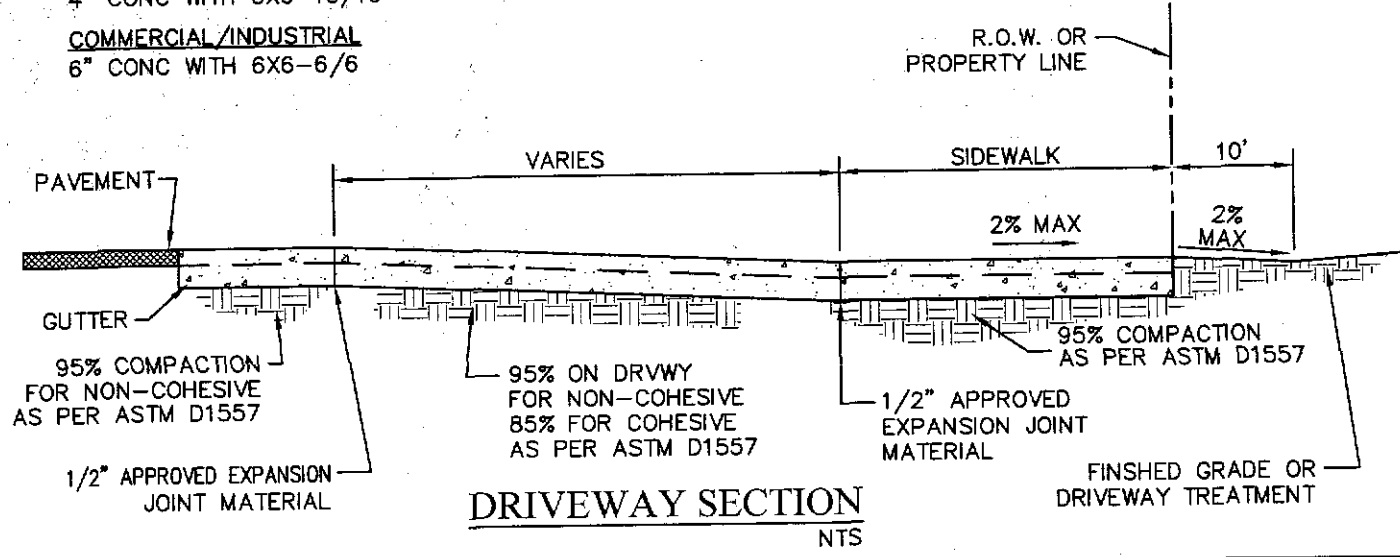 4" CONC WITH
COMMERCIAL/INDUSTRIAL
6" CONC WITH 6X6-6/6
R.O.W. OR
PROPERTY LINE
VARIES
SIDEWALK
10'
PAVEMENT
2% MAX
2%
MAX
GUTTER
95% COMPACTION
FOR NON-COHESIVE
AS PER ASTM D1557
95% ON DRVWY
FOR NON-COHESIVE
85% FOR COHESIVE
AS PER ASTM D1557
95% COMPACTION
AS PER ASTM D1557
1/2" APPROVED
EXPANSION JOINT
MATERIAL
1/2" APPROVED EXPANSION
JOINT MATERIAL
FINSHED GRADE OR
DRIVEWAY TREATMENT
DRIVEWAY SECTION
NTS